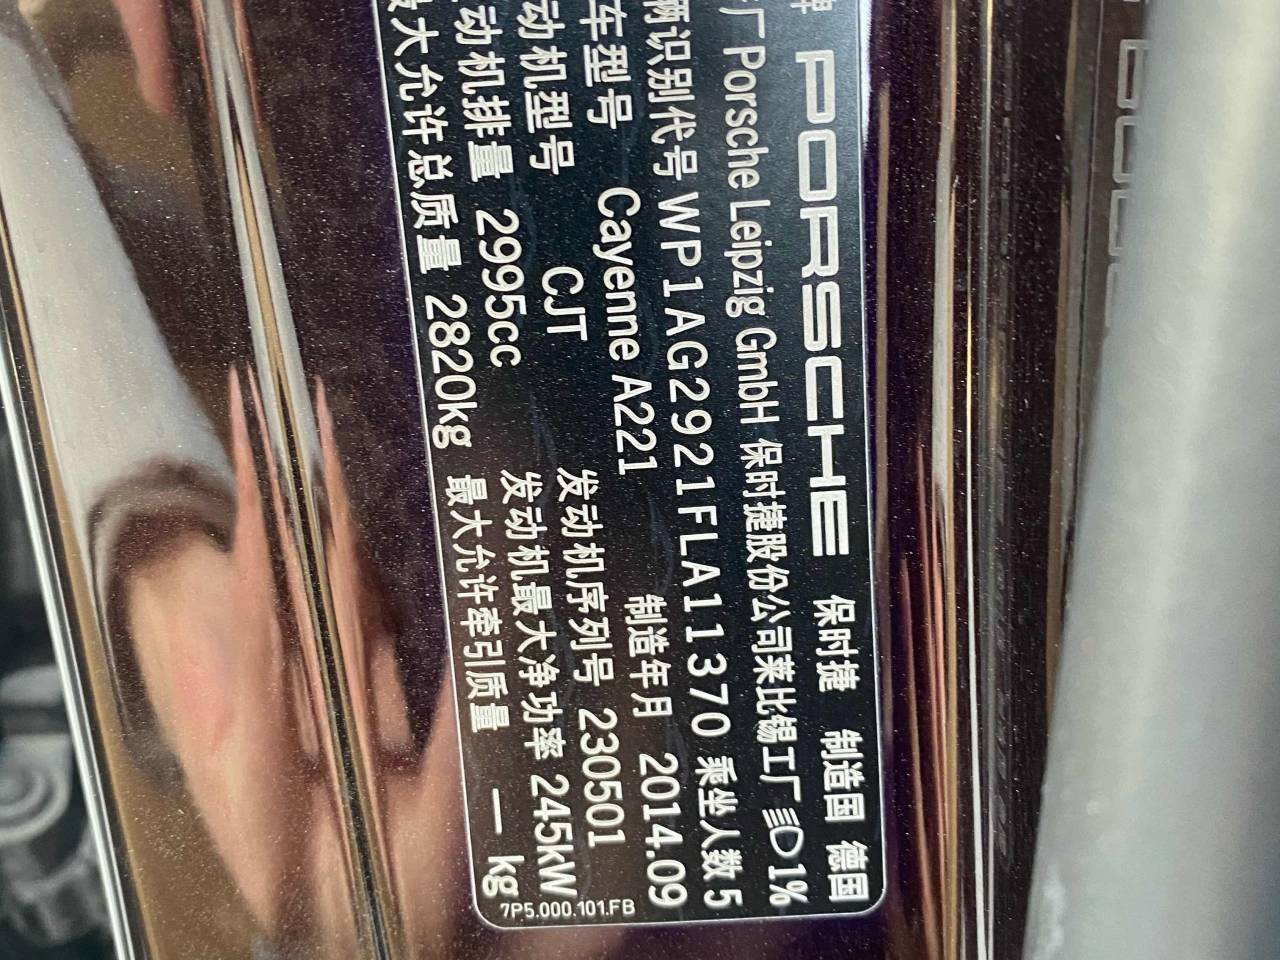 牌 PORSCHE 保时捷 制造国 德国
厂 Porsche Leipzig GmbH 保时捷股份公司莱比锡工厂 1%
辆识别代号 WP1AG2921FLA11370 乘坐人数 5
车型号 Cayenne A221 制造年月 2014.09
动机型号 CJT 发动机序列号 230501
动机排量 2995cc 发动机最大净功率 245kW
最大允许总质量 2820kg 最大允许牵引质量 — kg
7P5.000.101.FB